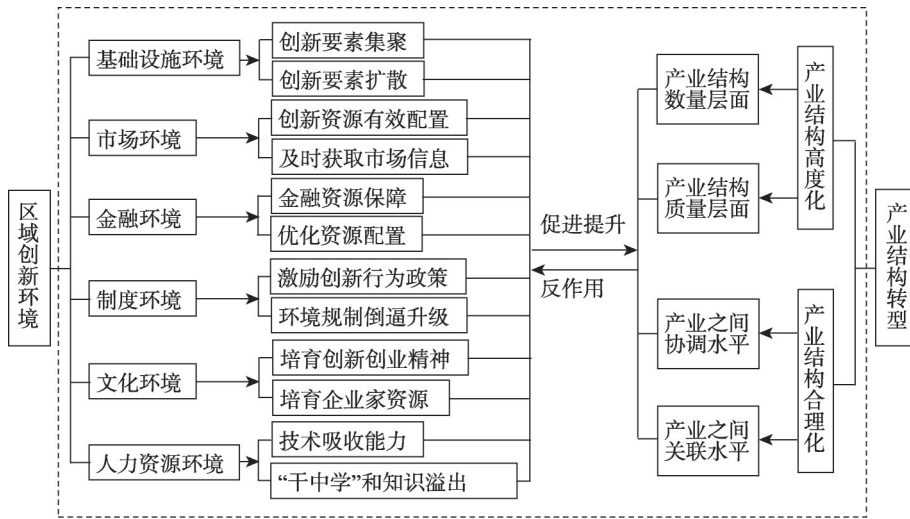 区域创新环境
基础设施环境
创新要素集聚
创新要素扩散
市场环境
创新资源有效配置
及时获取市场信息
金融环境
金融资源保障
优化资源配置
制度环境
激励创新行为政策
环境规制倒逼升级
文化环境
培育创新创业精神
培育企业家资源
人力资源环境
技术吸收能力
“干中学”和知识溢出
促进提升
反作用
产业结构
数量层面
产业结构
质量层面
产业之间
协调水平
产业之间
关联水平
产业结构高度化
产业结构合理化
产业结构转型